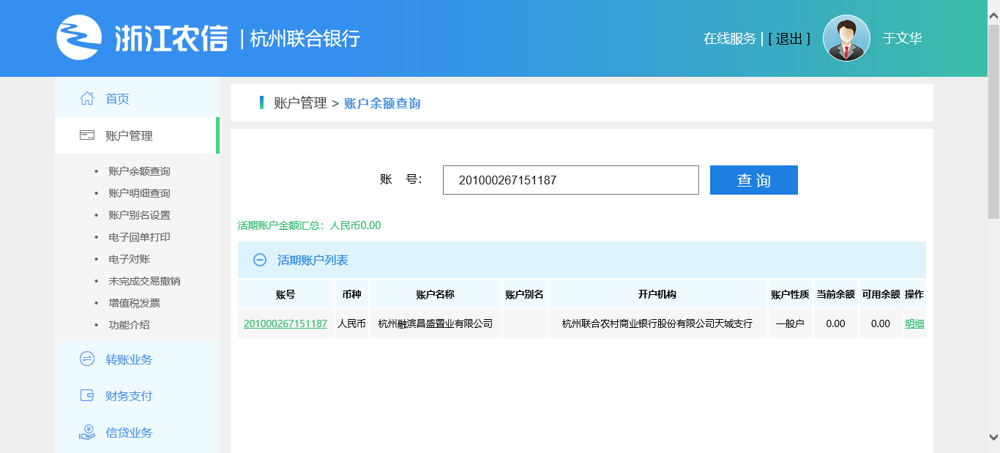 浙江农信 | 杭州联合银行
在线服务 | [ 退出 ] 于文华
首页
账户管理
账户余额查询
账户明细查询
账户别名设置
电子回单打印
电子对账
未完成交易撤销
增值税发票
功能介绍
转账业务
财务支付
信贷业务
账户管理 > 账户余额查询
账 号: 201000267151187 查 询
活期账户金额汇总：人民币0.00
活期账户列表
账号 币种 账户名称 账户别名 开户机构 账户性质 当前余额 可用余额 操作
201000267151187 人民币 杭州融滨昌盛置业有限公司 杭州联合农村商业银行股份有限公司天城支行 一般户 0.00 0.00 明细